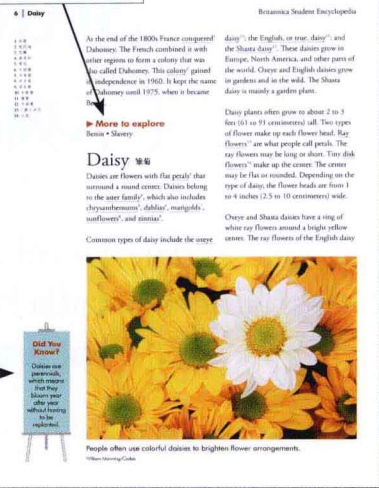 6 | Daisy
Britannica Student Encyclopedia
At the end of the 1800s France conquered
Dahomey. The French combined it with
other regions to form a colony that was
also called Dahomey. This colony gained
independence in 1960. It kept the name
of Dahomey until 1975, when it became
▶ More to explore
Benin • Slavery
Daisy 雏菊
Daisies are flowers with flat petals that
surround a round center. Daisies belong
to the aster family, which also includes
chrysanthemums, dahlias, marigolds,
sunflowers, and zinnias.
Common types of daisy include the oxeye
daisy; the English, or true, daisy; and
the Shasta daisy. These daisies grow in
Europe, North America, and other parts of
the world. Oxeye and English daisies grow
in gardens and in the wild. The Shasta
daisy is mainly a garden plant.
Daisy plants often grow to about 2 to 3
feet (61 to 91 centimeters) tall. Two types
of flower make up each flower head. Ray
flowers are what people call petals. The
ray flowers may be long or short. Tiny disk
flowers make up the center. The center
may be flat or rounded. Depending on the
type of daisy, the flower heads are from 1
to 4 inches (2.5 to 10 centimeters) wide.
Oxeye and Shasta daisies have a ring of
white ray flowers around a bright yellow
center. The ray flowers of the English daisy
Did You
Know?
Daisies are
perennials,
which means
that they
bloom year
after year
without having
to be
replanted.
People often use colorful daisies to brighten flower arrangements.
William Manning/Corbis